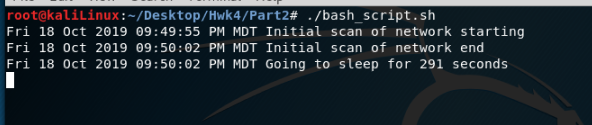 root@kaliLinux:~/Desktop/Hwk4/Part2# ./bash_script.sh
Fri 18 Oct 2019 09:49:55 PM MDT Initial scan of network starting
Fri 18 Oct 2019 09:50:02 PM MDT Initial scan of network end
Fri 18 Oct 2019 09:50:02 PM MDT Going to sleep for 291 seconds